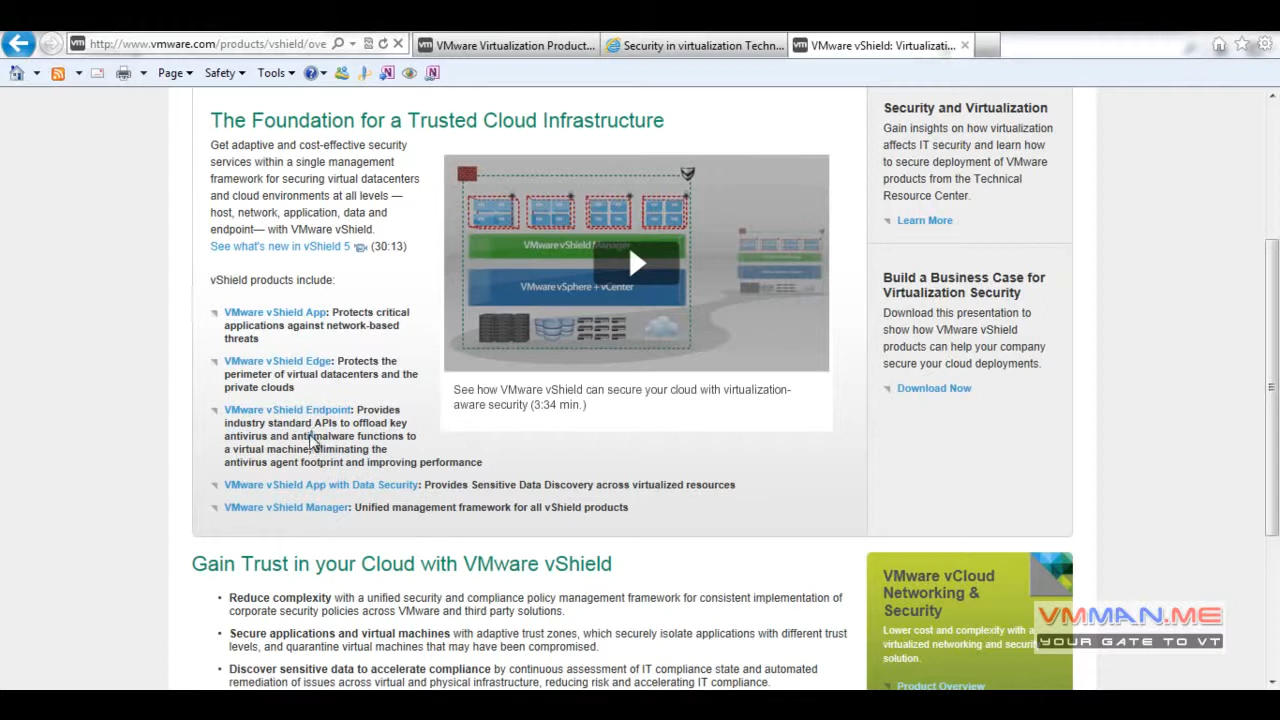 http://www.vmware.com/products/vshield/ove
VMware Virtualization Product...
Security in virtualization Techn...
VMware vShield: Virtualizati...
Page
Safety
Tools
The Foundation for a Trusted Cloud Infrastructure
Get adaptive and cost-effective security
services within a single management
framework for securing virtual datacenters
and cloud environments at all levels —
host, network, application, data and
endpoint— with VMware vShield.
See what's new in vShield 5 (30:13)
vShield products include:
VMware vShield App: Protects critical
applications against network-based
threats
VMware vShield Edge: Protects the
perimeter of virtual datacenters and the
private clouds
VMware vShield Endpoint: Provides
industry standard APIs to offload key
antivirus and antimalware functions to
a virtual machine, eliminating the
antivirus agent footprint and improving performance
VMware vShield App with Data Security: Provides Sensitive Data Discovery across virtualized resources
VMware vShield Manager: Unified management framework for all vShield products
VMware vShield Manager
VMware vSphere + vCenter
See how VMware vShield can secure your cloud with virtualization-
aware security (3:34 min.)
Security and Virtualization
Gain insights on how virtualization
affects IT security and learn how
to secure deployment of VMware
products from the Technical
Resource Center.
Learn More
Build a Business Case for
Virtualization Security
Download this presentation to
show how VMware vShield
products can help your company
secure your cloud deployments.
Download Now
Gain Trust in your Cloud with VMware vShield
• Reduce complexity with a unified security and compliance policy management framework for consistent implementation of
corporate security policies across VMware and third party solutions.
• Secure applications and virtual machines with adaptive trust zones, which securely isolate applications with different trust
levels, and quarantine virtual machines that may have been compromised.
• Discover sensitive data to accelerate compliance by continuous assessment of IT compliance state and automated
remediation of issues across virtual and physical infrastructure, reducing risk and accelerating IT compliance.
VMware vCloud
Networking &
Security
Lower cost and complexity with a
virtualized networking and
solution.
Product Overview
VMMAN.ME
YOUR GATE TO VT